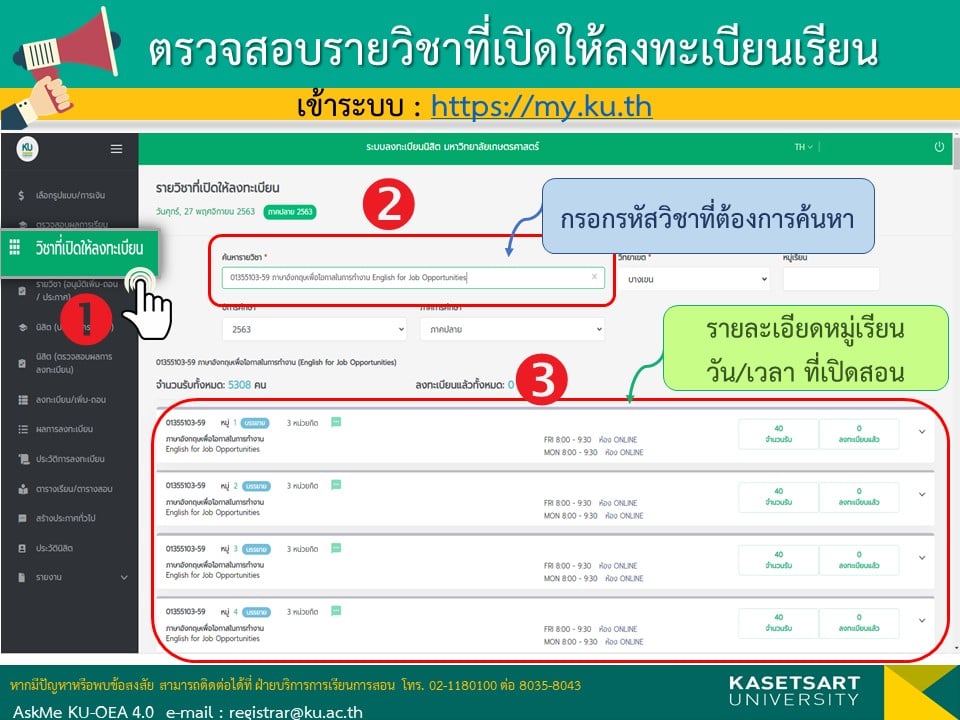 ตรวจสอบรายวิชาที่เปิดให้ลงทะเบียนเรียน
เข้าระบบ : https://my.ku.th
KU
ระบบลงทะเบียนนิสิต มหาวิทยาลัยเกษตรศาสตร์
TH
เลือกรูปแบบ/การเงิน
ตรวจสอบผลการเรียน
วิชาที่เปิดให้ลงทะเบียน
รายวิชา (อนุมัติเพิ่ม-ถอน
/ ประกาศ)
1
นิสิต
นิสิต (ตรวจสอบผลการ
ลงทะเบียน)
ลงทะเบียน/เพิ่ม-ถอน
ผลการลงทะเบียน
ประวัติการลงทะเบียน
ตารางเรียน/ตารางสอบ
สร้างประกาศทั่วไป
ประวัตินิสิต
รายงาน
รายวิชาที่เปิดให้ลงทะเบียน
วันศุกร์, 27 พฤศจิกายน 2563 ภาคปลาย 2563
2
กรอกรหัสวิชาที่ต้องการค้นหา
ค้นหารายวิชา *
วิทยาเขต *
หมู่เรียน
01355103-59 ภาษาอังกฤษเพื่อโอกาสในการทำงาน English for Job Opportunities
x
บางเขน
ปีการศึกษา
ภาคการศึกษา
2563
ภาคปลาย
รายละเอียดหมู่เรียน
วัน/เวลา ที่เปิดสอน
01355103-59 ภาษาอังกฤษเพื่อโอกาสในการทำงาน (English for Job Opportunities)
จำนวนรับทั้งหมด: 5308 คน
ลงทะเบียนแล้วทั้งหมด: 0
3
01355103-59 หมู่ 1 บรรยาย 3 หน่วยกิต
ภาษาอังกฤษเพื่อโอกาสในการทำงาน
English for Job Opportunities
FRI 8:00 - 9:30 ห้อง ONLINE
MON 8:00 - 9:30 ห้อง ONLINE
40 0
จำนวนรับ ลงทะเบียนแล้ว
01355103-59 หมู่ 2 บรรยาย 3 หน่วยกิต
ภาษาอังกฤษเพื่อโอกาสในการทำงาน
English for Job Opportunities
FRI 8:00 - 9:30 ห้อง ONLINE
MON 8:00 - 9:30 ห้อง ONLINE
40 0
จำนวนรับ ลงทะเบียนแล้ว
01355103-59 หมู่ 3 บรรยาย 3 หน่วยกิต
ภาษาอังกฤษเพื่อโอกาสในการทำงาน
English for Job Opportunities
FRI 8:00 - 9:30 ห้อง ONLINE
MON 8:00 - 9:30 ห้อง ONLINE
40 0
จำนวนรับ ลงทะเบียนแล้ว
01355103-59 หมู่ 4 บรรยาย 3 หน่วยกิต
ภาษาอังกฤษเพื่อโอกาสในการทำงาน
English for Job Opportunities
FRI 8:00 - 9:30 ห้อง ONLINE
MON 8:00 - 9:30 ห้อง ONLINE
40 0
จำนวนรับ ลงทะเบียนแล้ว
หากมีปัญหาหรือพบข้อสงสัย สามารถติดต่อได้ที่ ฝ่ายบริการการเรียนการสอน โทร. 02-1180100 ต่อ 8035-8043
AskMe KU-OEA 4.0 e-mail : registrar@ku.ac.th
KASETSART
UNIVERSITY